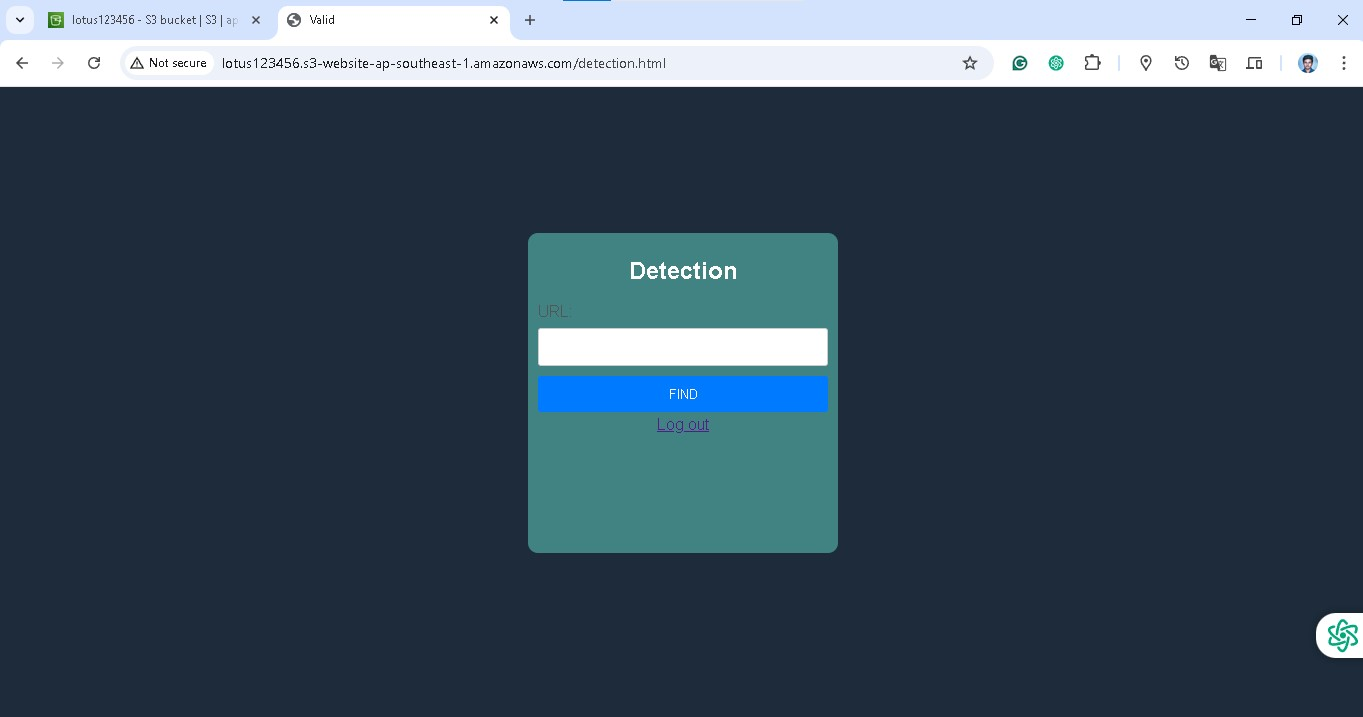 lotus123456 - S3 bucket | S3 | ap
Valid
Not secure
lotus123456.s3-website-ap-southeast-1.amazonaws.com/detection.html
Detection
URL
FIND
Log out